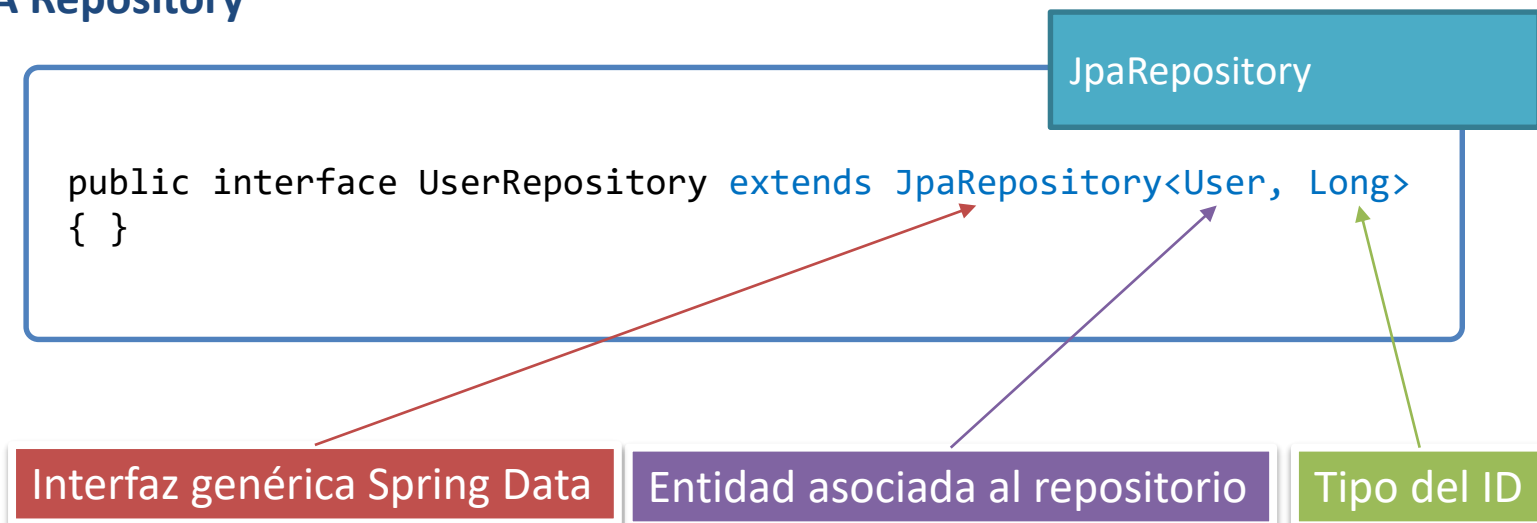 A Repository
JpaRepository
public interface UserRepository extends JpaRepository<User, Long>
{ }
Interfaz genérica Spring Data
Entidad asociada al repositorio
Tipo del ID